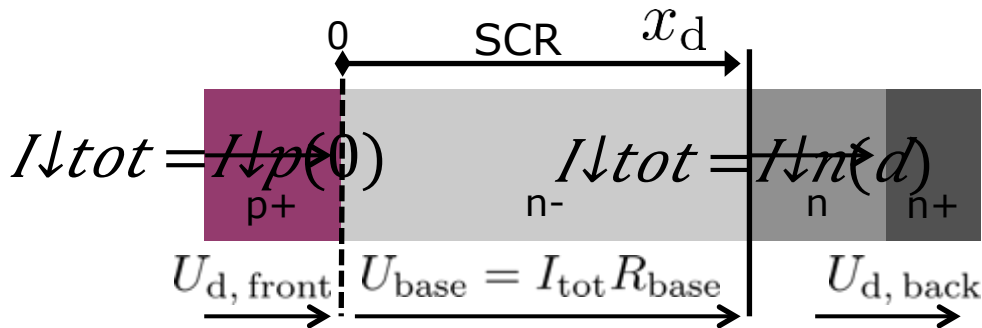 0 SCR x_d
I↓tot = I↓p(0) I↓tot = I↓n(d)
p+ n- n n+
U_d, front U_base = I_tot R_base U_d, back